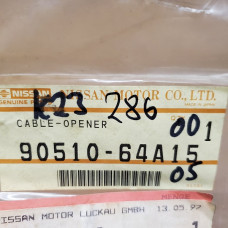 NISSAN NISSAN MOTOR CO., LTD.
GENUINE
K23 286
CABLE-OPENER
001
90510-64A15
05
NISSAN MOTOR LUCKAU GMBH 13.05.97